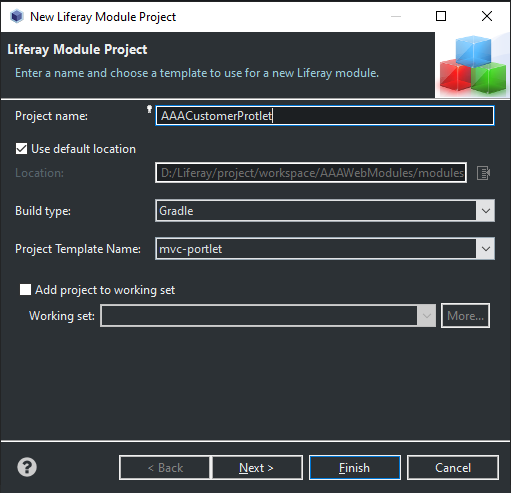 New Liferay Module Project
Liferay Module Project
Enter a name and choose a template to use for a new Liferay module.
Project name: AAACustomerProtlet
Use default location
Location: D:/Liferay/project/workspace/AAAWebModules/modules
Build type: Gradle
Project Template Name: mvc-portlet
Add project to working set
Working set: More...
? < Back Next > Finish Cancel